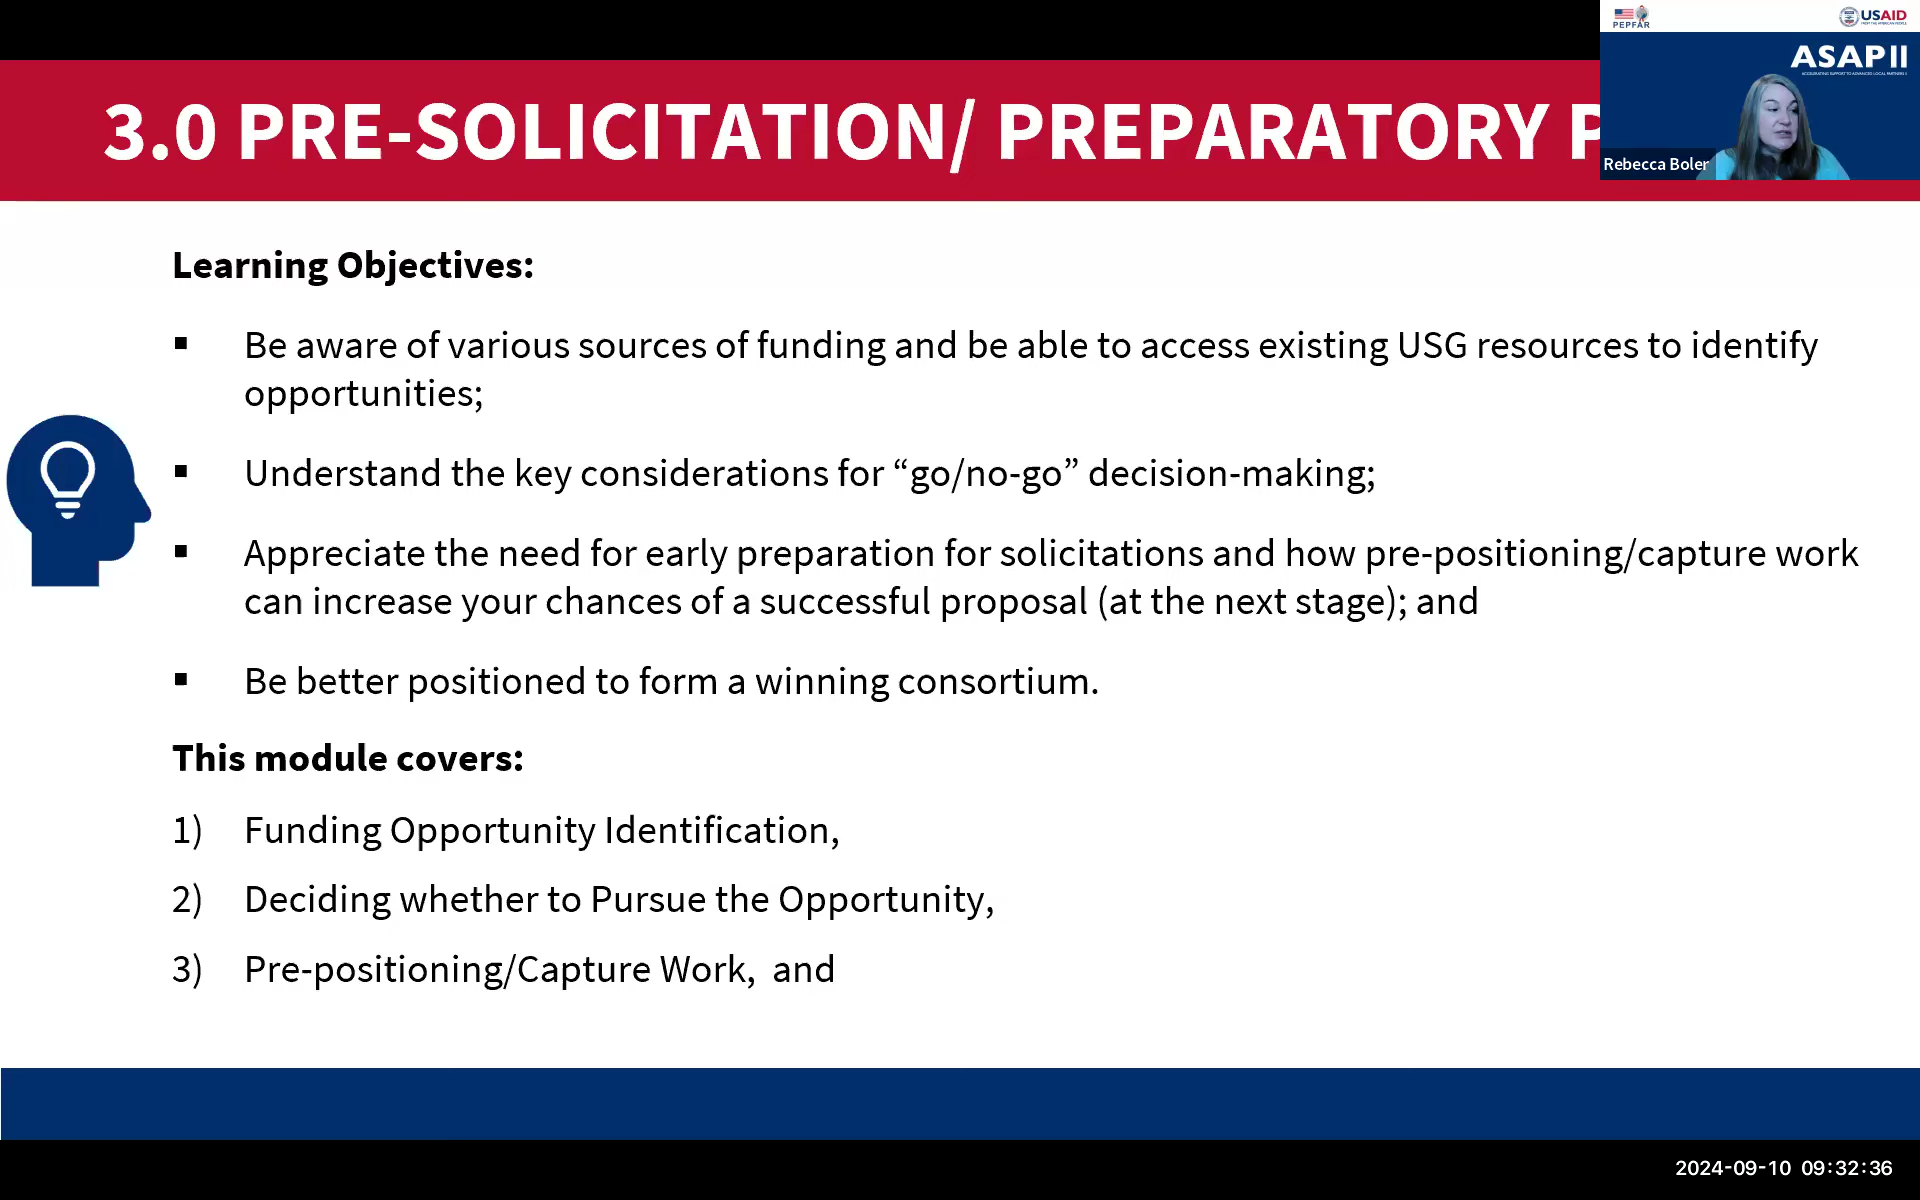 PEPFAR
USAID
FROM THE AMERICAN PEOPLE
ASAP II
ACCELERATING SUPPORT TO ADVANCED LOCAL PARTNERS II
Rebecca Boler
3.0 PRE-SOLICITATION/ PREPARATORY P
Learning Objectives:
▪ Be aware of various sources of funding and be able to access existing USG resources to identify
opportunities;
▪ Understand the key considerations for “go/no-go” decision-making;
▪ Appreciate the need for early preparation for solicitations and how pre-positioning/capture work
can increase your chances of a successful proposal (at the next stage); and
▪ Be better positioned to form a winning consortium.
This module covers:
1) Funding Opportunity Identification,
2) Deciding whether to Pursue the Opportunity,
3) Pre-positioning/Capture Work, and
2024-09-10 09:32:36